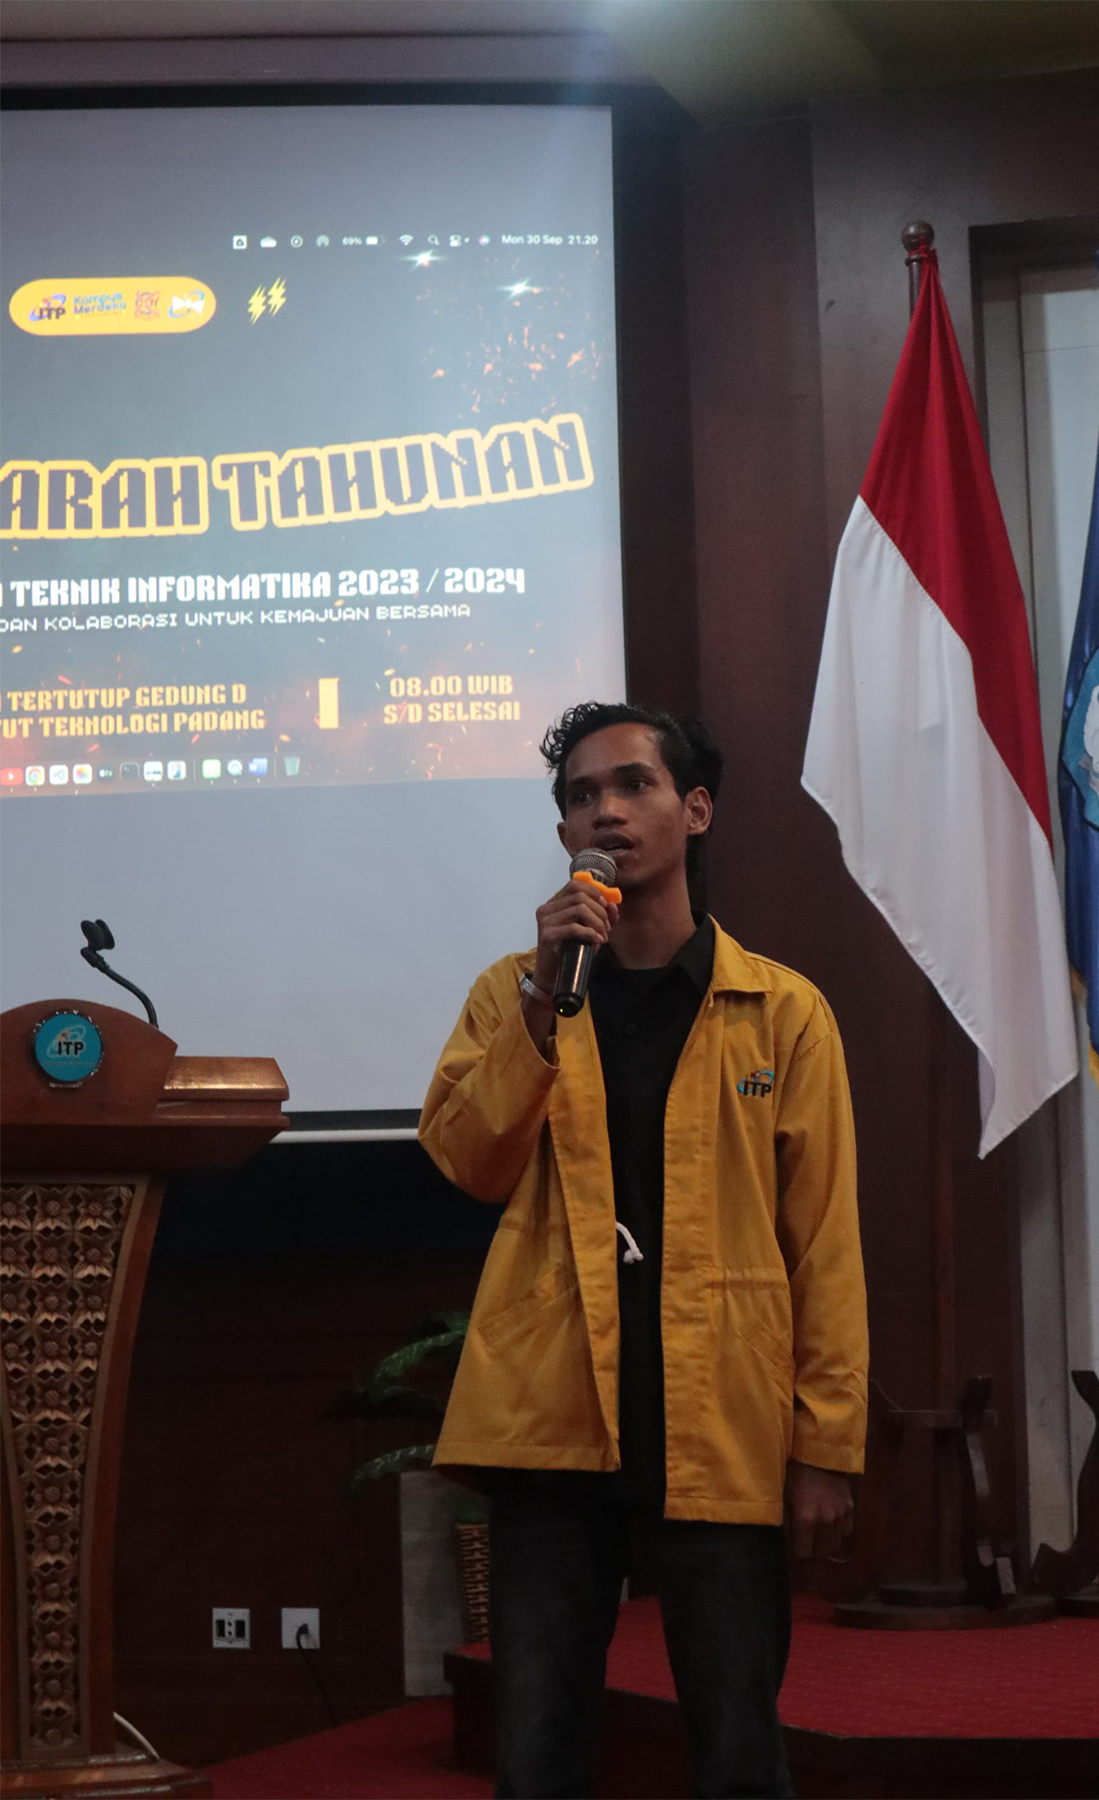 69% Mon 30 Sep 21.20
ITP Kampus Merdeka
ARAH TAHUNAN
TEKNIK INFORMATIKA 2023 / 2024
DAN KOLABORASI UNTUK KEMAJUAN BERSAMA
TERTUTUP GEDUNG D
TUT TEKNOLOGI PADANG
08.00 WIB
S/D SELESAI
ITP
ITP